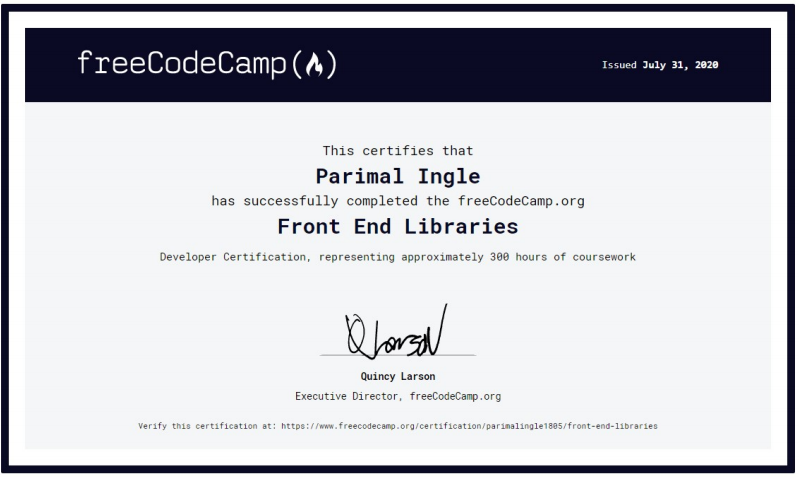 freeCodeCamp
Issued July 31, 2020
This certifies that
Parimal Ingle
has successfully completed the freeCodeCamp.org
Front End Libraries
Developer Certification, representing approximately 300 hours of coursework
Q Larson
Quincy Larson
Executive Director, freeCodeCamp.org
Verify this certification at: https://www.freecodecamp.org/certification/parimalingle1805/front-end-libraries